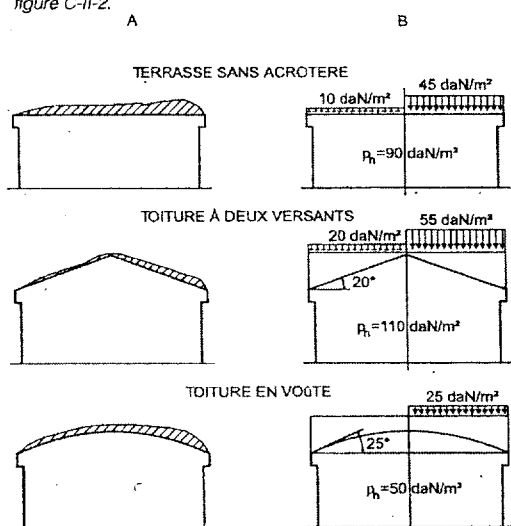 figure C-II-2.
A B
TERRASSE SANS ACROTERE
10 daN/m² 45 daN/m²
pₕ=90 daN/m²
TOITURE À DEUX VERSANTS
20 daN/m² 55 daN/m²
20°
pₕ=110 daN/m²
TOITURE EN VOÛTE
25 daN/m²
25°
pₕ=50 daN/m²